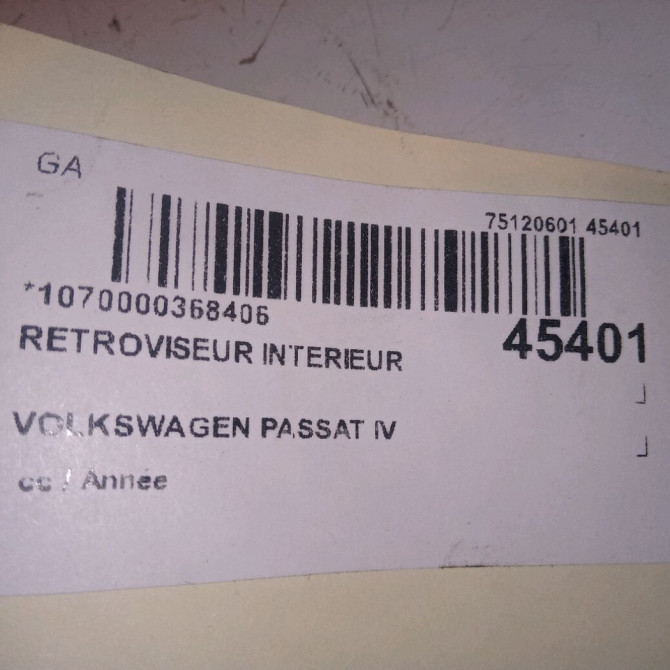 GA
75120601 45401
*1070000368406
45401
RETROVISEUR INTERIEUR
VOLKSWAGEN PASSAT IV
cc / Année